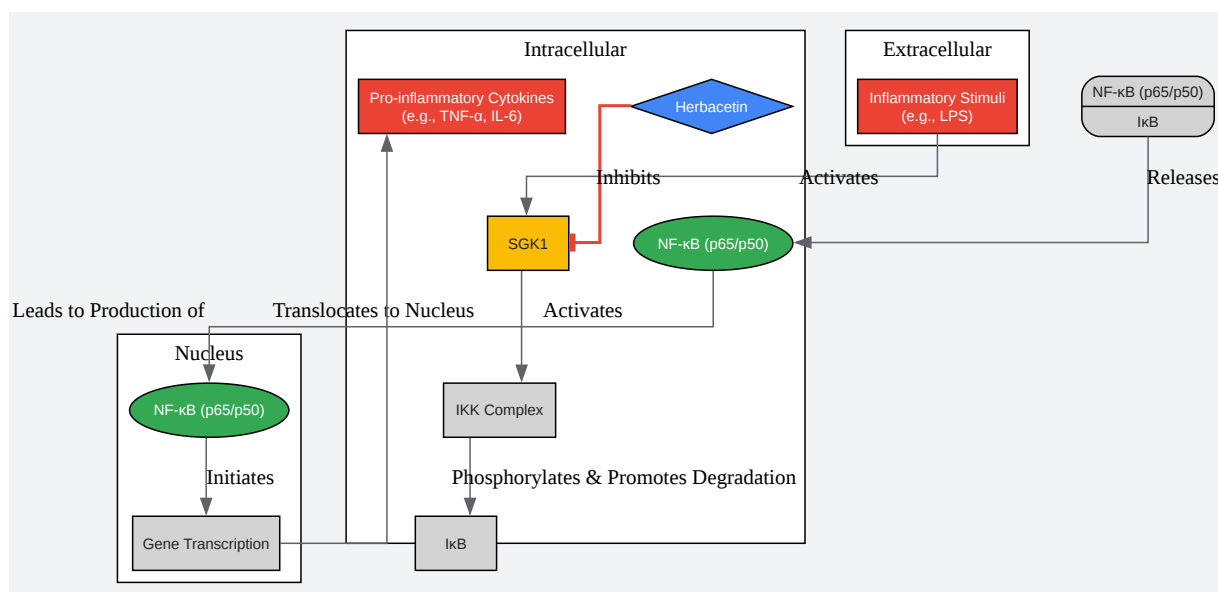 Intracellular
Extracellular
Pro-inflammatory Cytokines
(e.g., TNF-α, IL-6)
Herbacetin
Inflammatory Stimuli
(e.g., LPS)
NF-κB (p65/p50)
IκB
Inhibits
Activates
Releases
SGK1
NF-κB (p65/p50)
Leads to Production of
Translocates to Nucleus
Activates
Nucleus
NF-κB (p65/p50)
IKK Complex
Initiates
Phosphorylates & Promotes Degradation
Gene Transcription
IκB